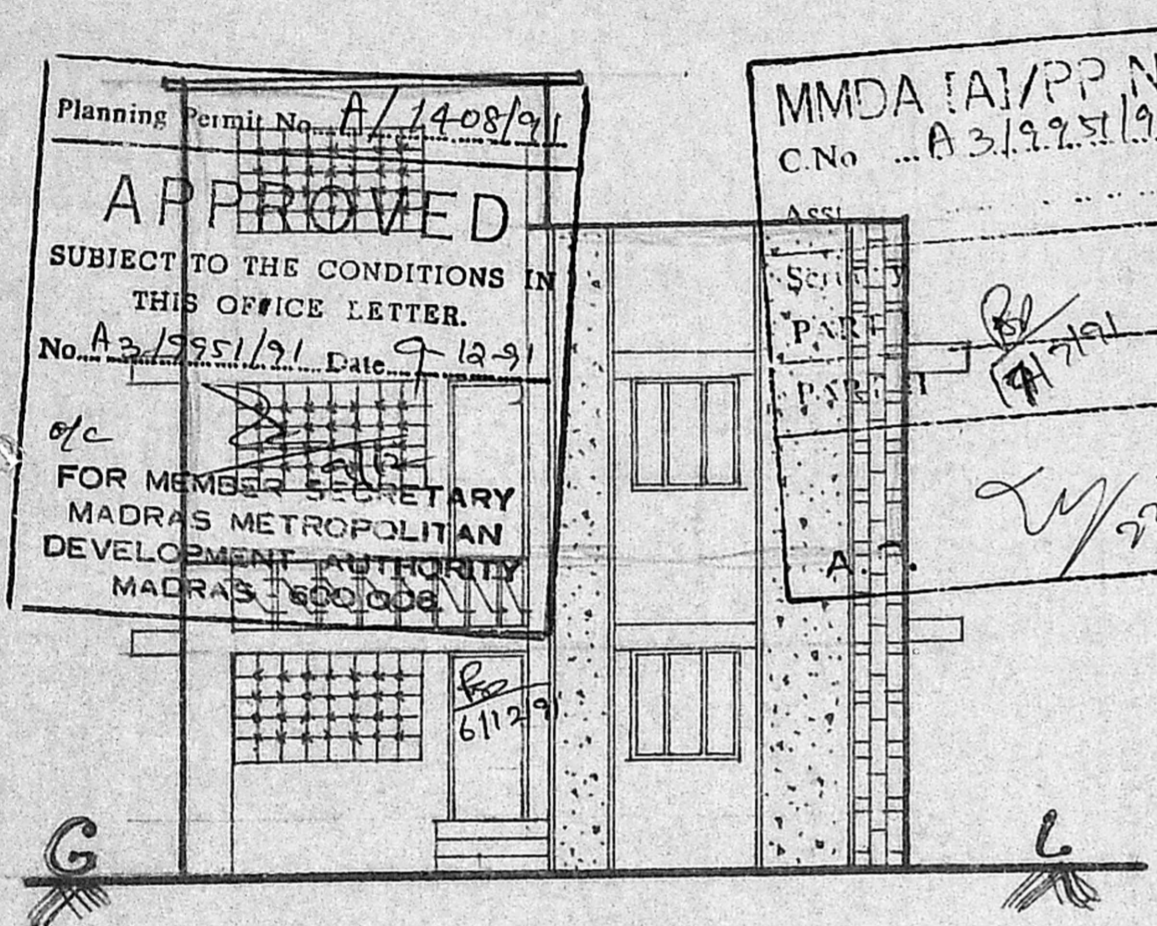 Planning Permit No. A/1408/91
APPROVED
SUBJECT TO THE CONDITIONS IN
THIS OFFICE LETTER.
No. A3/9951/91 Date 9-12-91
o/c
FOR MEMBER SECRETARY
MADRAS METROPOLITAN
DEVELOPMENT AUTHORITY
MADRAS - 600 008
6/12/91
MMDA [A]/PP N
C.No ... A3/9951/9
PART
PART
A
G
L